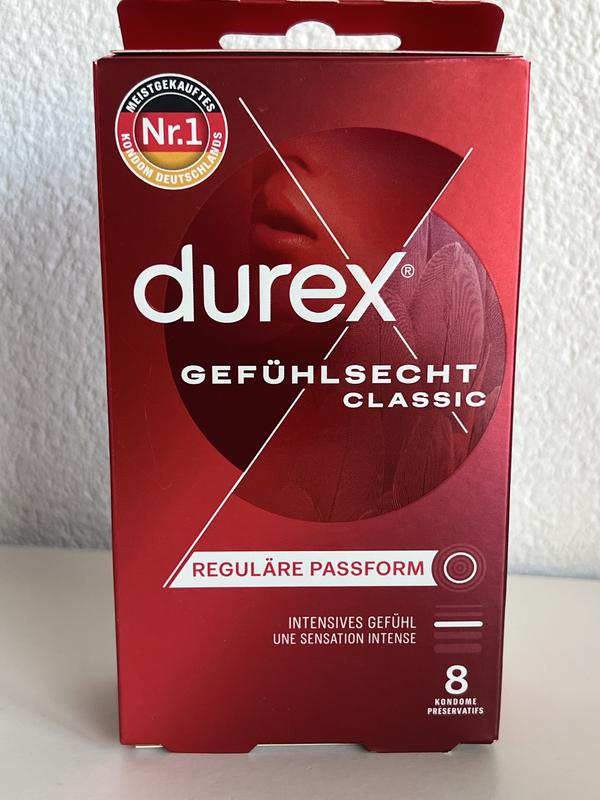 MEISTGEKAUFTES
Nr.1
KONDOM DEUTSCHLANDS
durex®
GEFÜHLSECHT
CLASSIC
REGULÄRE PASSFORM
INTENSIVES GEFÜHL
UNE SENSATION INTENSE
8
KONDOME
PRÉSERVATIFS